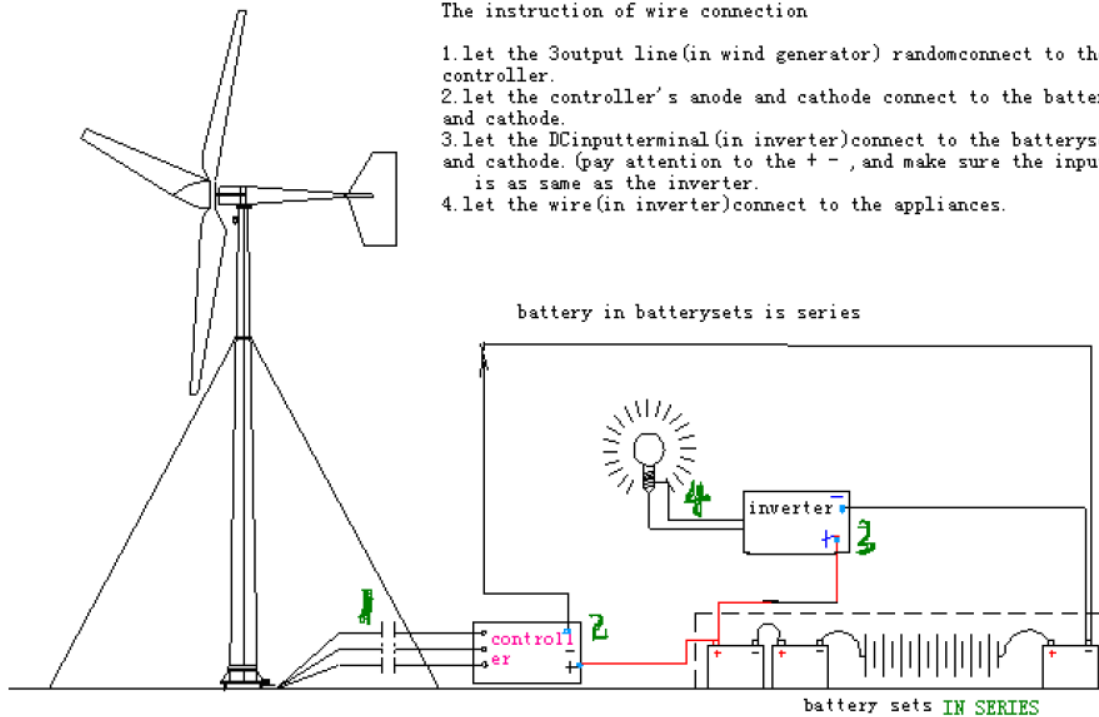 The instruction of wire connection
1.let the 3output line(in wind generator) randomconnect to th
controller.
2.let the controller's anode and cathode connect to the batter
and cathode.
3.let the DCinputterminal(in inverter)connect to the batteryse
and cathode.(pay attention to the + - ,and make sure the inpu
is as same as the inverter.
4.let the wire(in inverter)connect to the appliances.
battery in batterysets is series
4
inverter -
+
3
1
2
controll
er
-
+
+ -
+ -
+ -
battery sets IN SERIES